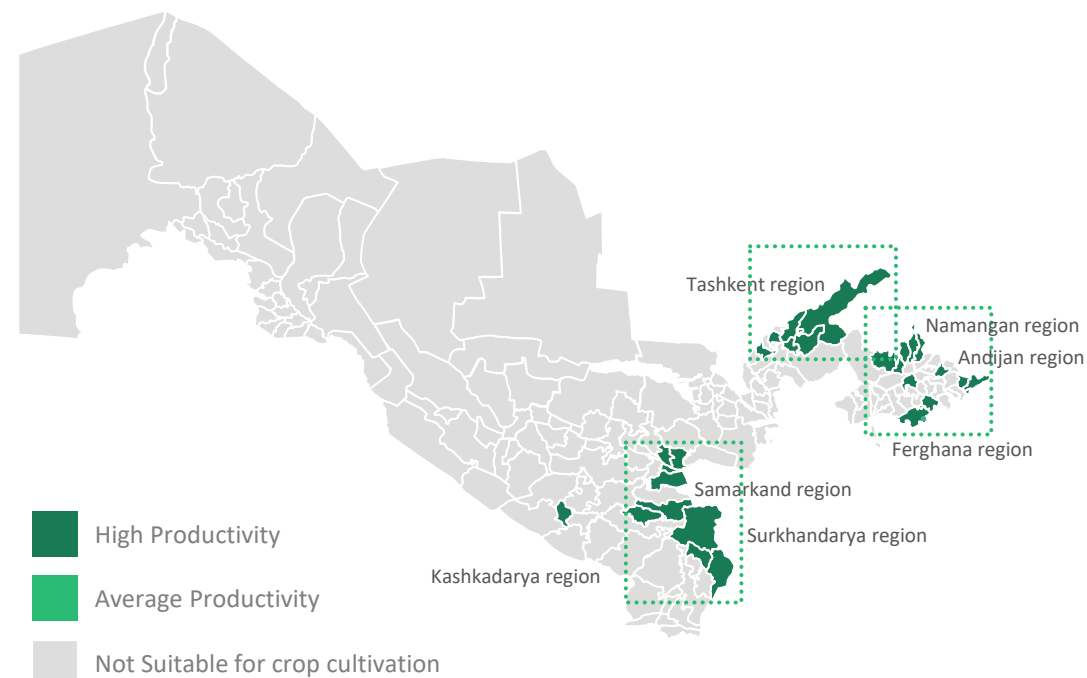 Tashkent region
Namangan region
Andijan region
Ferghana region
Samarkand region
Surkhandarya region
Kashkadarya region
High Productivity
Average Productivity
Not Suitable for crop cultivation